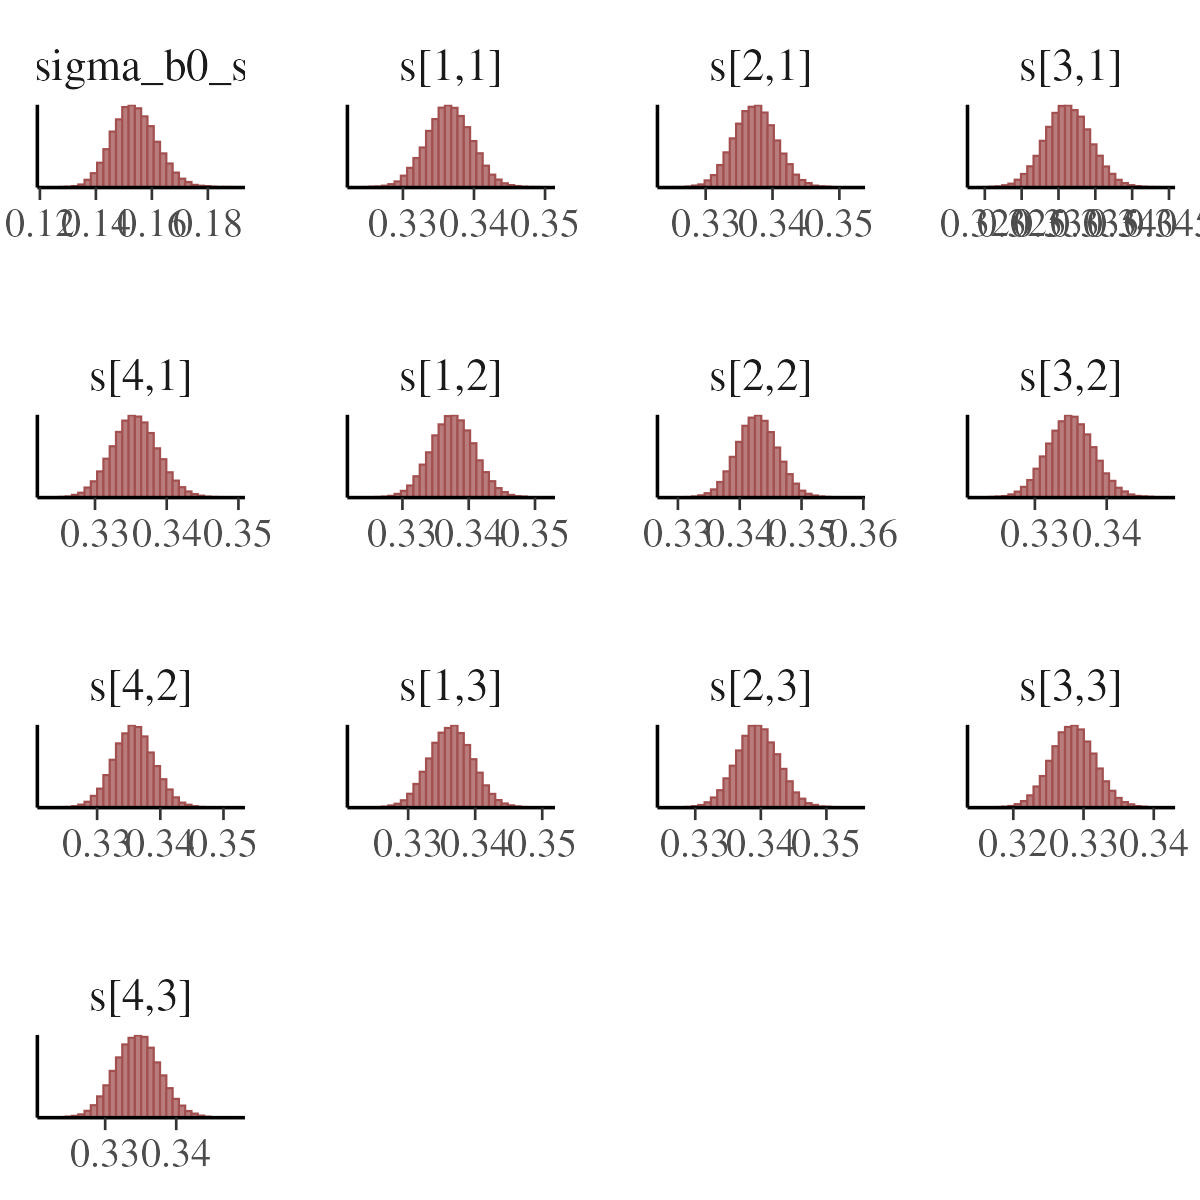 sigma_b0_s s[1,1] s[2,1] s[3,1]
0.12 0.14 0.16 0.18 0.33 0.34 0.35 0.33 0.34 0.35
s[4,1] s[1,2] s[2,2] s[3,2]
0.33 0.34 0.35 0.33 0.34 0.35 0.33 0.34 0.35 0.36 0.33 0.34
s[4,2] s[1,3] s[2,3] s[3,3]
0.33 0.34 0.35 0.33 0.34 0.35 0.33 0.34 0.35 0.32 0.33 0.34
s[4,3]
0.33 0.34